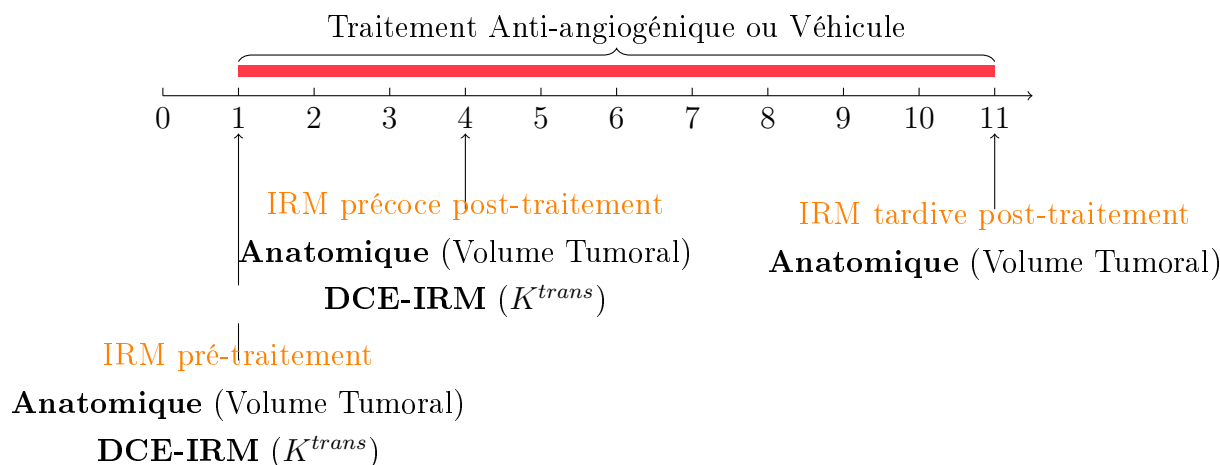 Traitement Anti-angiogénique ou Véhicule
0 1 2 3 4 5 6 7 8 9 10 11
IRM précoce post-traitement
Anatomique (Volume Tumoral)
DCE-IRM (K^{trans})
IRM tardive post-traitement
Anatomique (Volume Tumoral)
IRM pré-traitement
Anatomique (Volume Tumoral)
DCE-IRM (K^{trans})